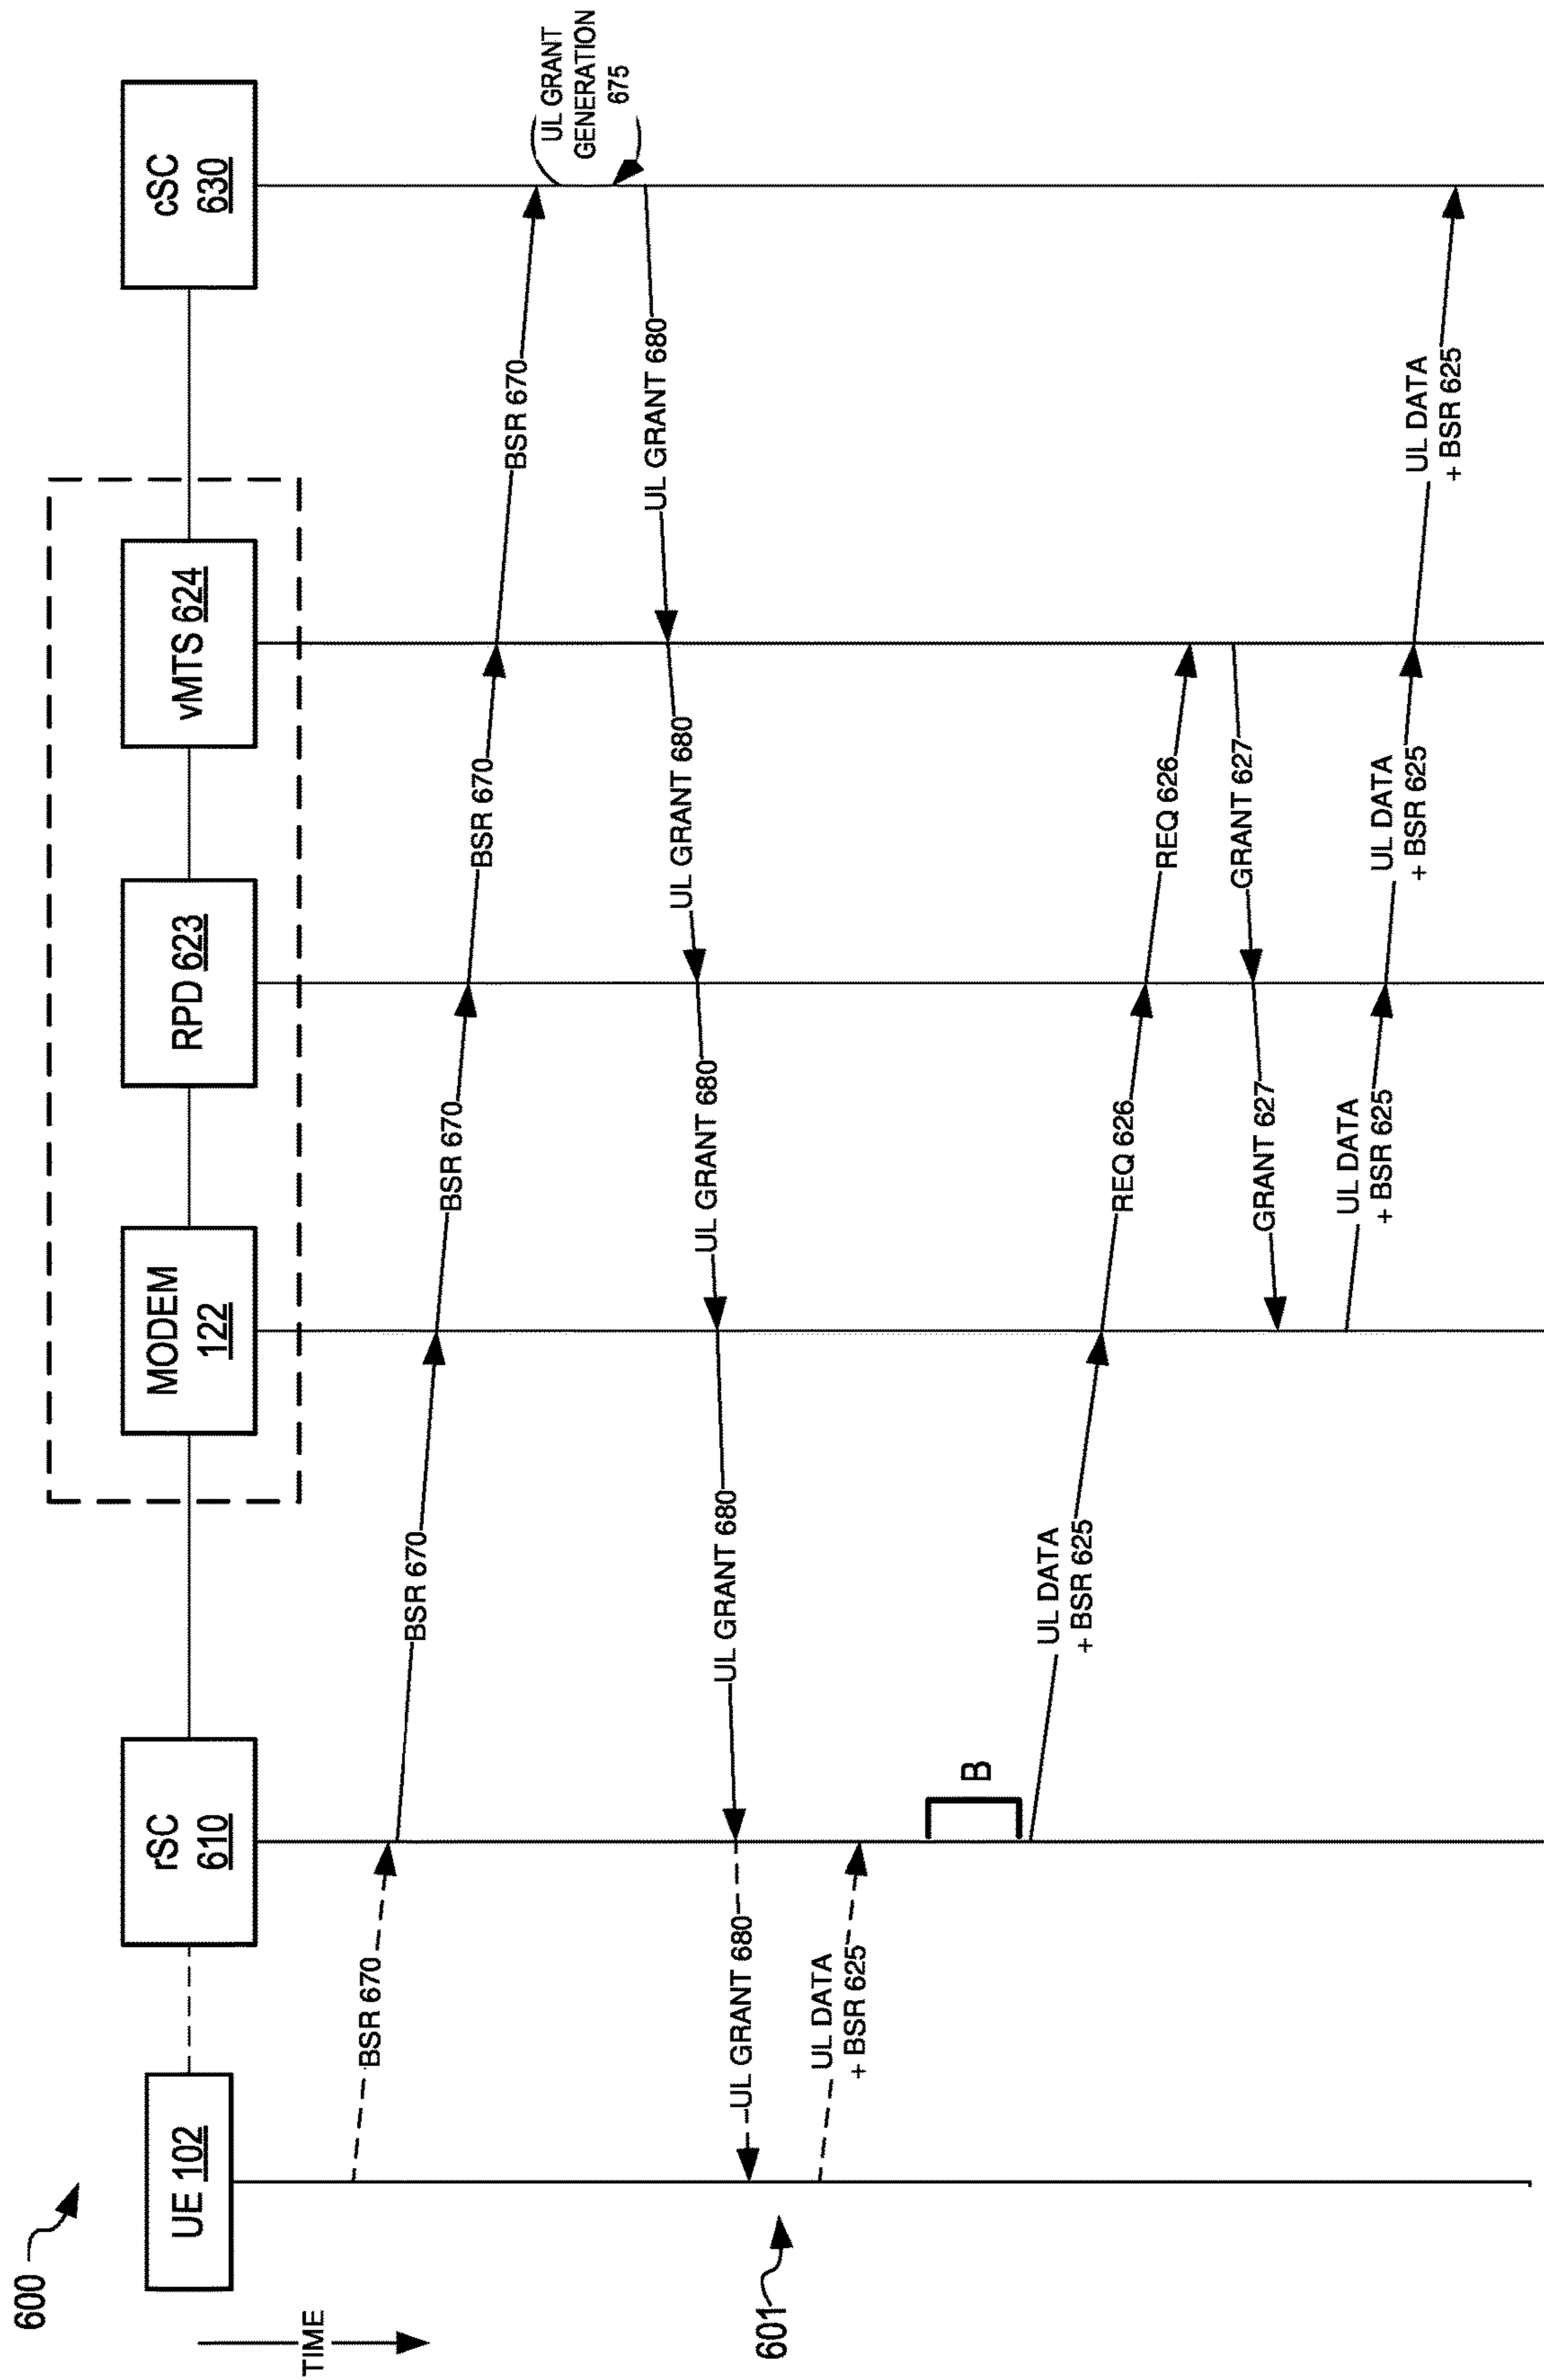 600
TIME
UE 102
rSC
610
MODEM
122
RPD 623
vMTS 624
cSC
630
BSR 670
BSR 670
BSR 670
BSR 670
BSR 670
UL GRANT
GENERATION
675
UL GRANT 680
UL GRANT 680
UL GRANT 680
UL GRANT 680
UL GRANT 680
601
UL DATA
+ BSR 625
B
UL DATA
+ BSR 625
REQ 626
REQ 626
GRANT 627
GRANT 627
UL DATA
+ BSR 625
UL DATA
+ BSR 625
UL DATA
+ BSR 625